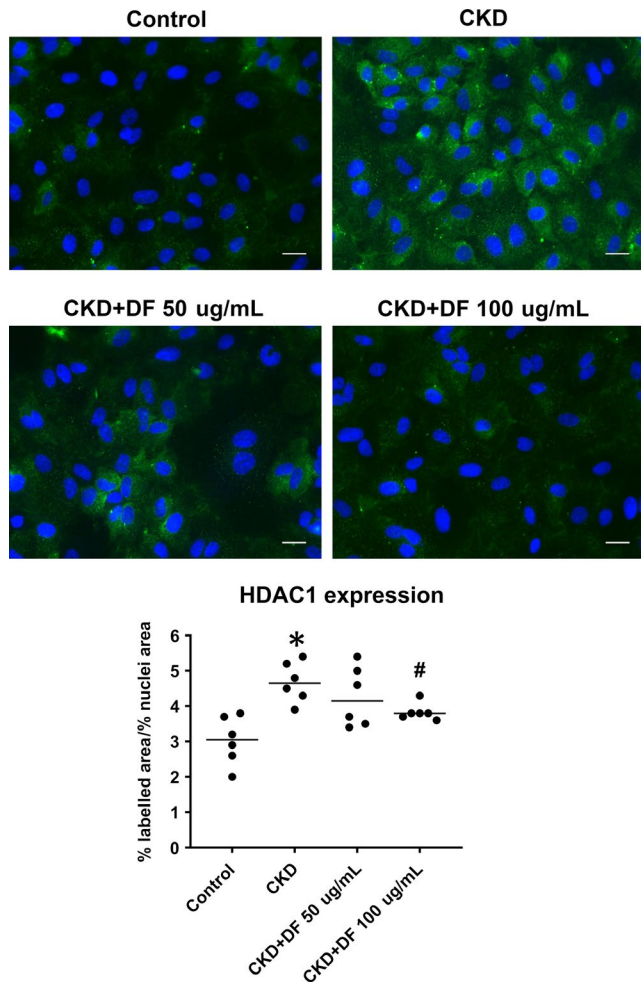 Control
CKD
CKD+DF 50 ug/mL
CKD+DF 100 ug/mL
HDAC1 expression
% labelled area/% nuclei area
6
5
4
3
2
1
0
*
#
Control
CKD
CKD+DF 50 ug/mL
CKD+DF 100 ug/mL